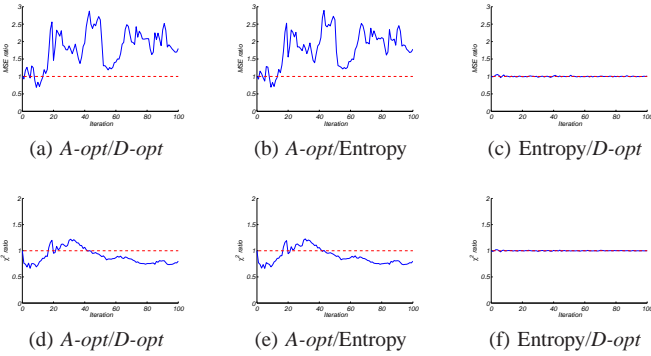 3
2.5
2
1.5
1
0.5
0
MSE ratio
0 20 40 60 80 100
Iteration
(a) A-opt/D-opt
3
2.5
2
1.5
1
0.5
0
MSE ratio
0 20 40 60 80 100
Iteration
(b) A-opt/Entropy
3
2.5
2
1.5
1
0.5
0
MSE ratio
0 20 40 60 80 100
Iteration
(c) Entropy/D-opt
2
1.5
1
0.5
0
χ² ratio
0 20 40 60 80 100
Iteration
(d) A-opt/D-opt
2
1.5
1
0.5
0
χ² ratio
0 20 40 60 80 100
Iteration
(e) A-opt/Entropy
2
1.5
1
0.5
0
χ² ratio
0 20 40 60 80 100
Iteration
(f) Entropy/D-opt